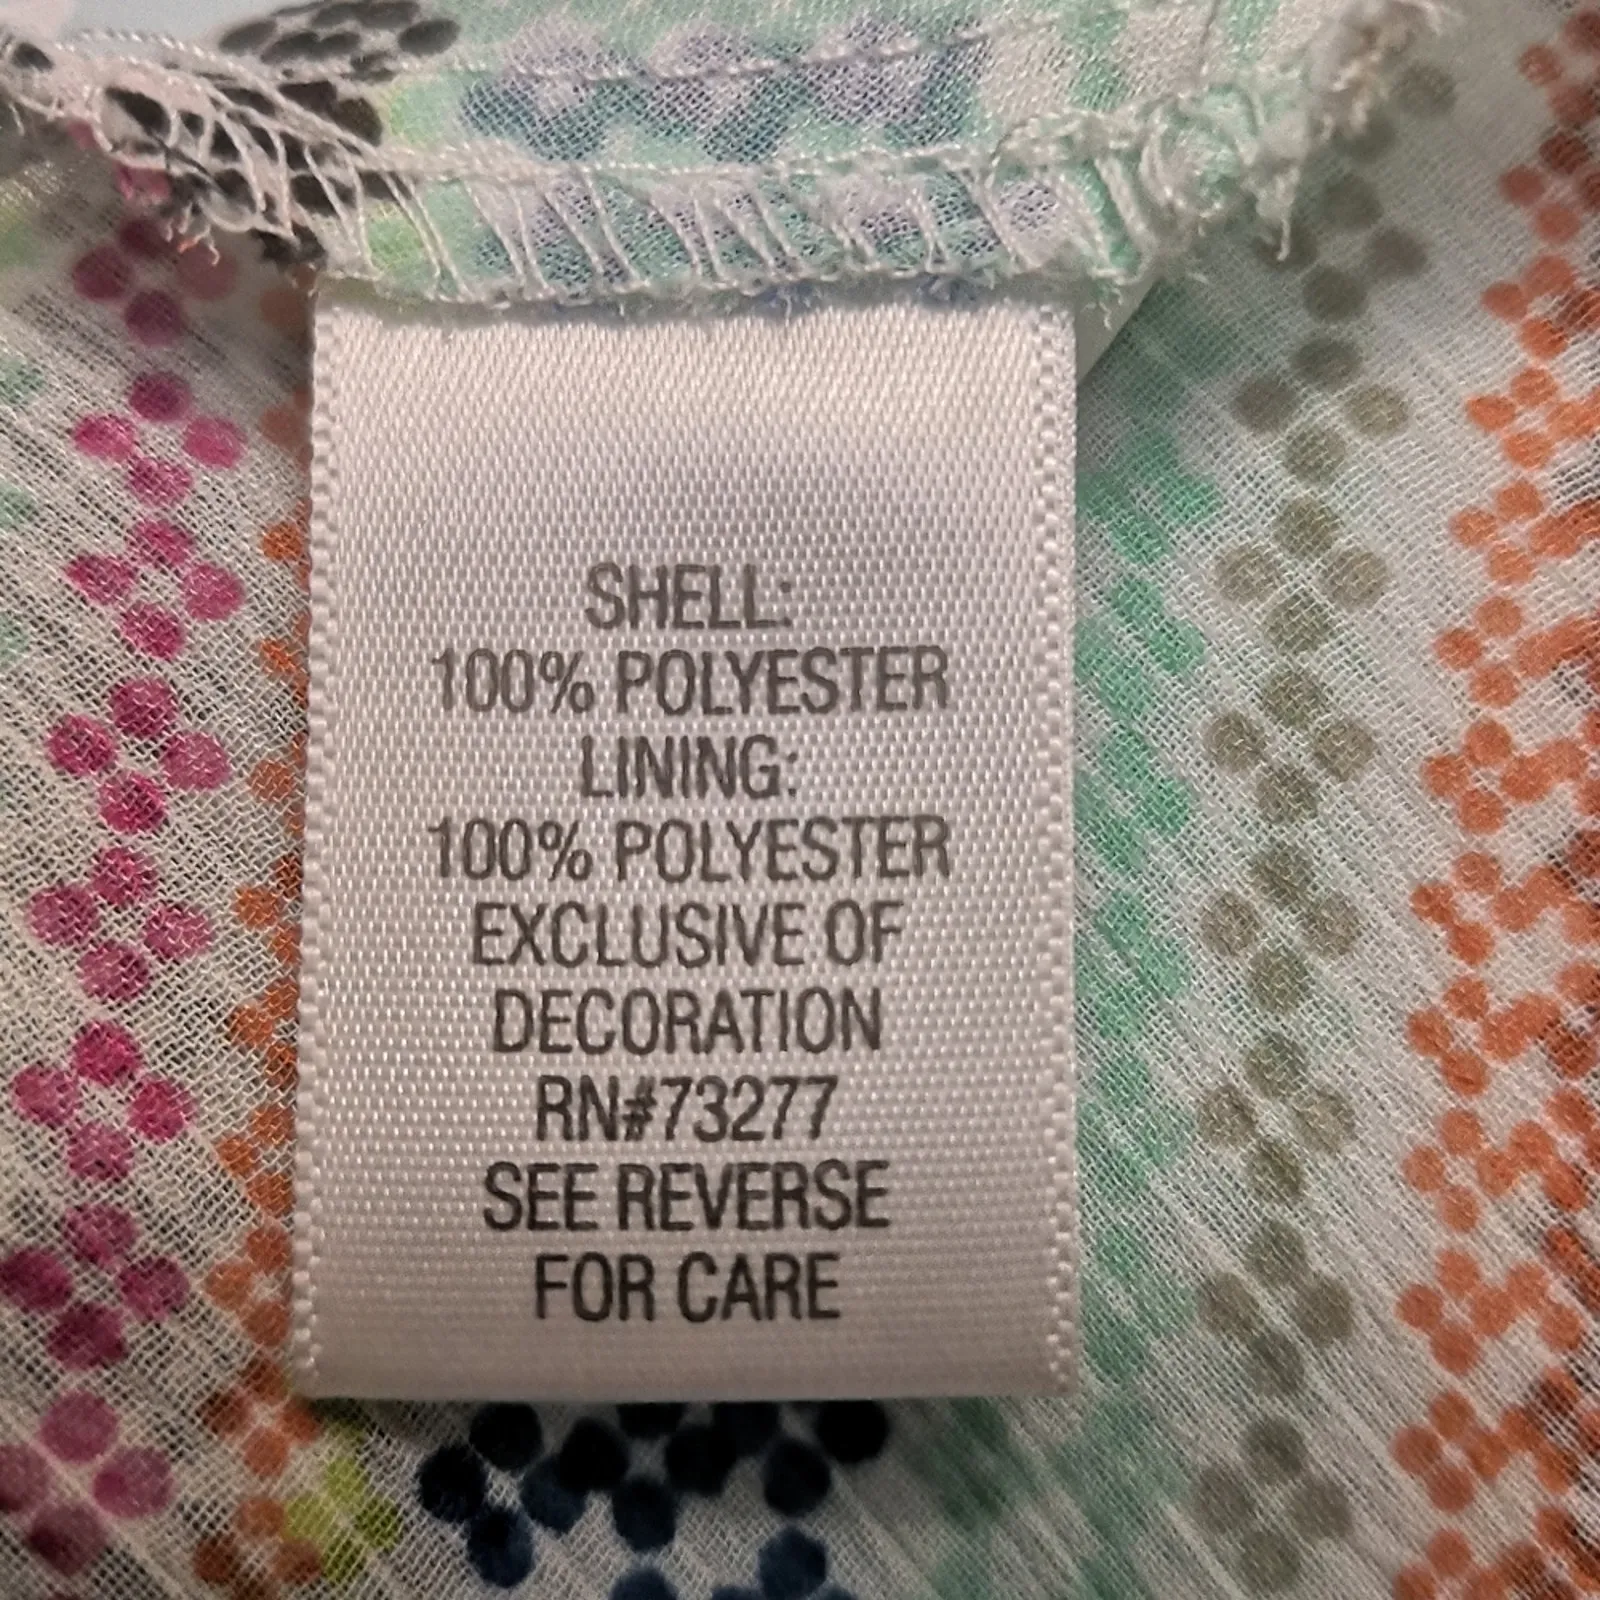 SHELL:
100% POLYESTER
LINING:
100% POLYESTER
EXCLUSIVE OF
DECORATION
RN#73277
SEE REVERSE
FOR CARE